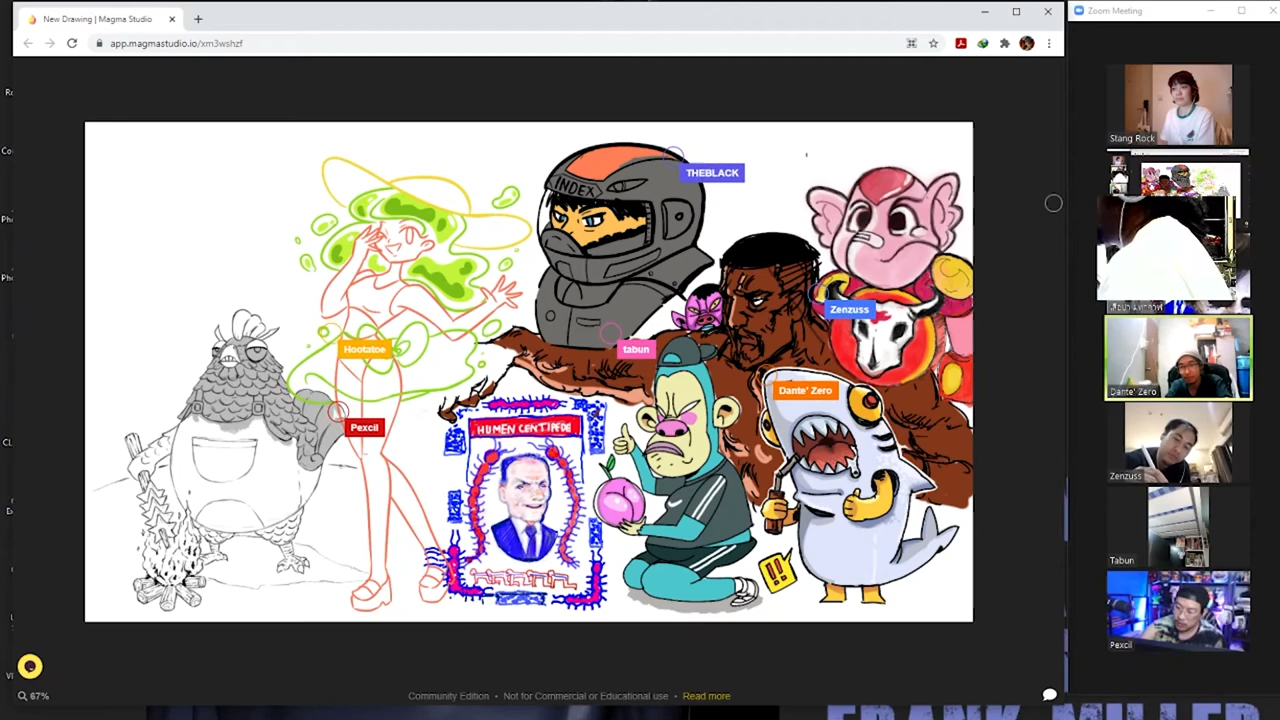 New Drawing | Magma Studio
Zoom Meeting
app.magmastudio.io/xm3wshzf
Stang Rock
INDEX
THEBLACK
Zenzuss
Hootatoe
tabun
Dante' Zero
Dante' Zero
Pexcil
HUMEN CENTIPEDE
Zenzuss
!!
Tabun
Pexcil
67%
Community Edition • Not for Commercial or Educational use • Read more
FRANK MILLER